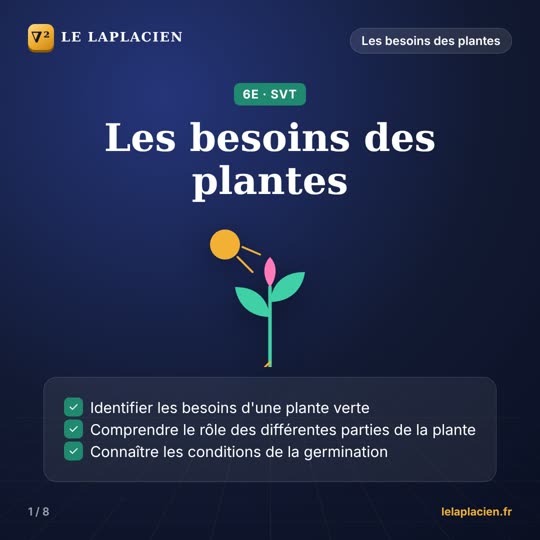 ∇² LE LAPLACIEN
Les besoins des plantes
6E · SVT
Les besoins des
plantes
Identifier les besoins d'une plante verte
Comprendre le rôle des différentes parties de la plante
Connaître les conditions de la germination
1 / 8
lelaplacien.fr